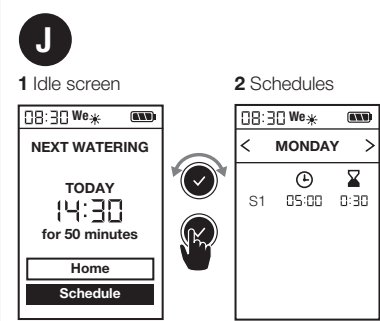 J
1 Idle screen
08:30 We
NEXT WATERING
TODAY
14:30
for 50 minutes
Home
Schedule
2 Schedules
08:30 We
< MONDAY >
S1 05:00 0:30